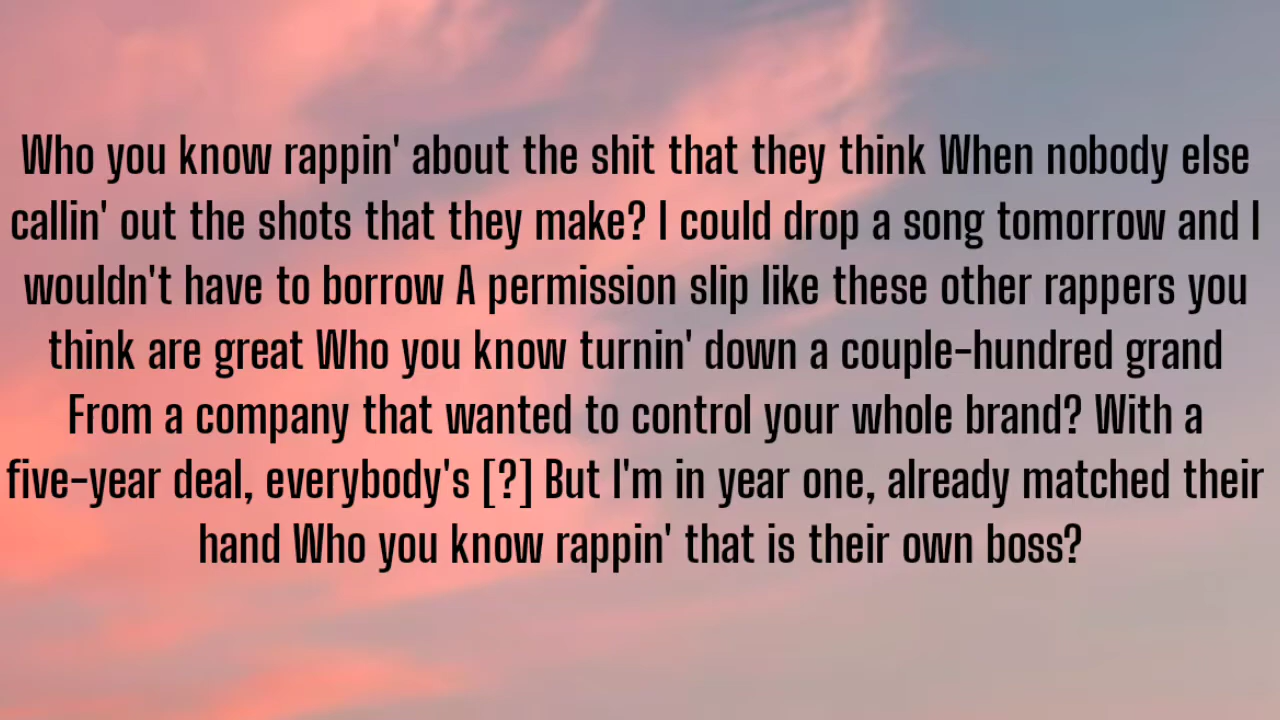 Who you know rappin' about the shit that they think When nobody else
callin' out the shots that they make? I could drop a song tomorrow and I
wouldn't have to borrow A permission slip like these other rappers you
think are great Who you know turnin' down a couple-hundred grand
From a company that wanted to control your whole brand? With a
five-year deal, everybody's [?] But I'm in year one, already matched their
hand Who you know rappin' that is their own boss?